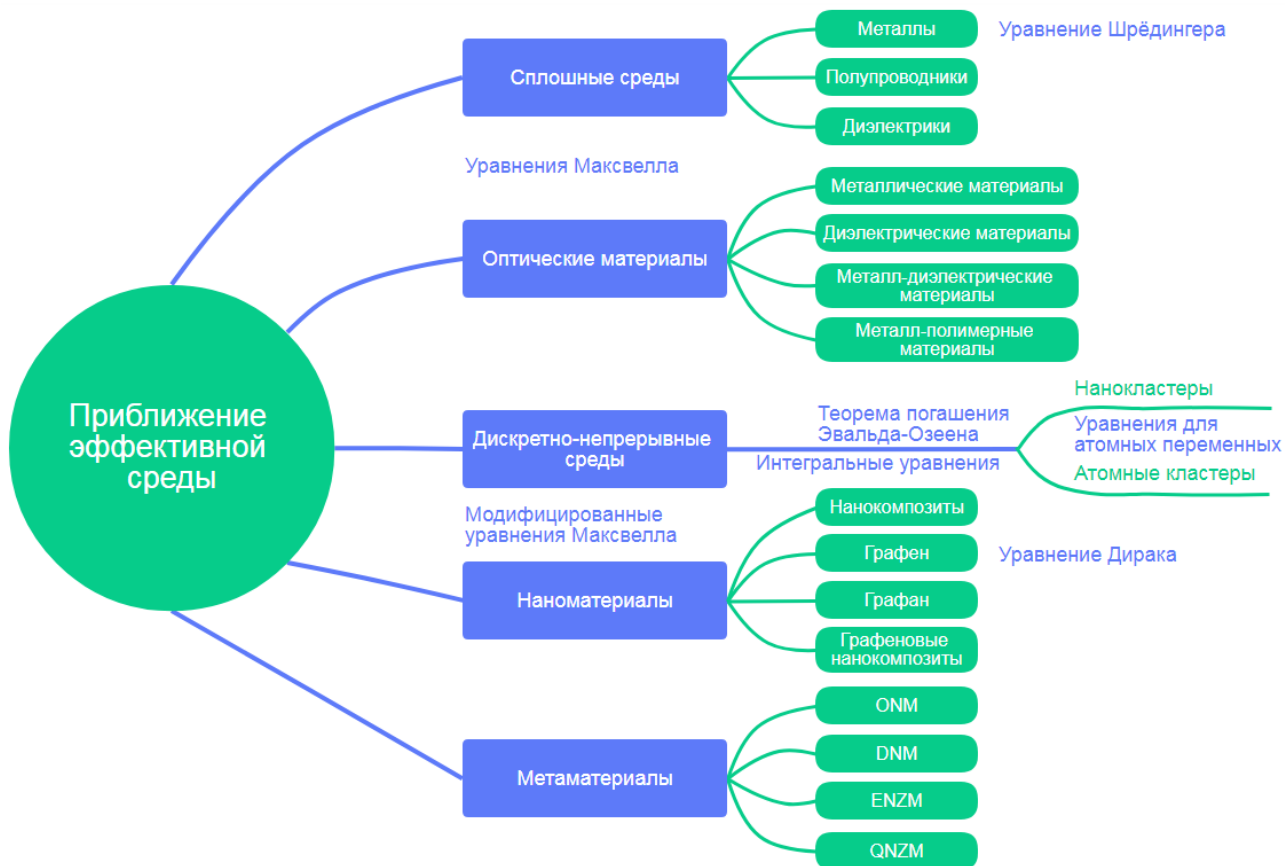 Приближение
эффективной
среды
Сплошные среды
Металлы
Уравнение Шрёдингера
Полупроводники
Диэлектрики
Уравнения Максвелла
Оптические материалы
Металлические материалы
Диэлектрические материалы
Металл-диэлектрические
материалы
Металл-полимерные
материалы
Дискретно-непрерывные
среды
Теорема погашения
Эвальда-Озеена
Интегральные уравнения
Нанокластеры
Уравнения для
атомных переменных
Атомные кластеры
Модифицированные
уравнения Максвелла
Наноматериалы
Нанокомпозиты
Графен
Уравнение Дирака
Графан
Графеновые
нанокомпозиты
Метаматериалы
ONM
DNM
ENZM
QNZM